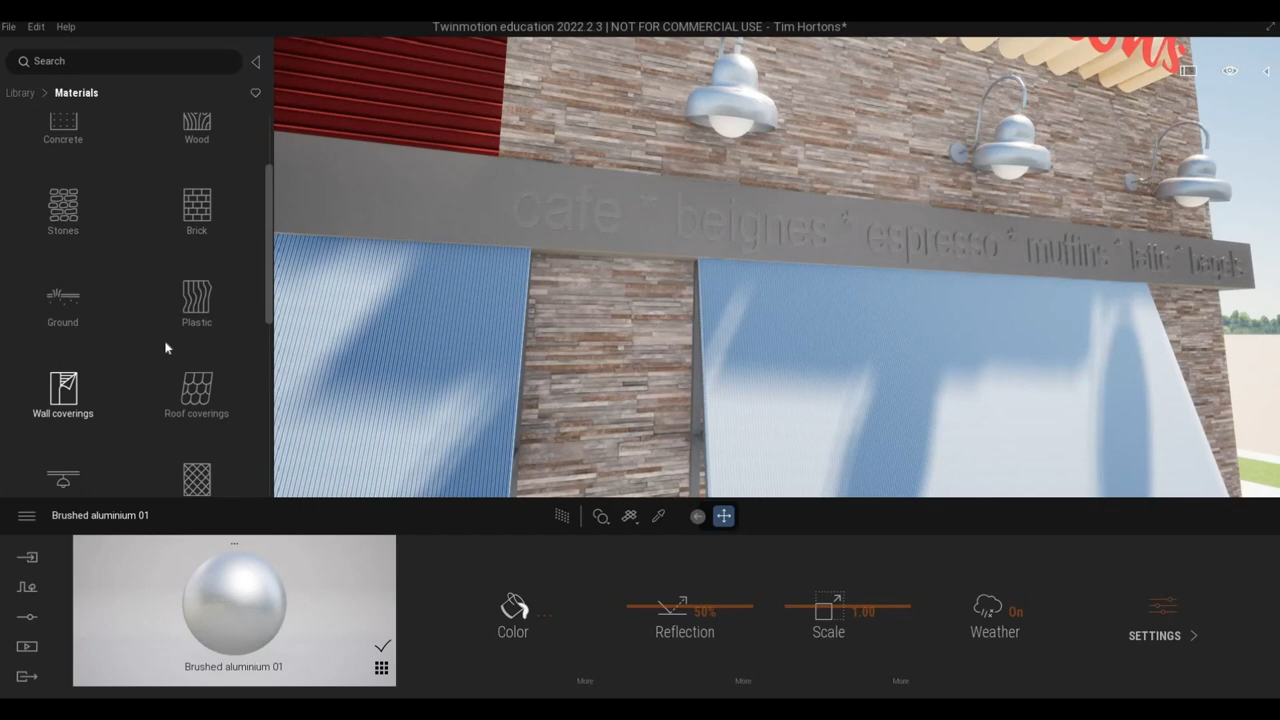 File Edit Help
Twinmotion education 2022.2.3 | NOT FOR COMMERCIAL USE - Tim Hortons*
Search
Library > Materials
Concrete Wood
Stones Brick
Ground Plastic
Wall coverings Roof coverings
ons
cafe * beignes * espresso * muffins * latte * bagels
Brushed aluminium 01
...
Brushed aluminium 01
Color ...
Reflection 50%
Scale 1.00
Weather On
SETTINGS >
More More More